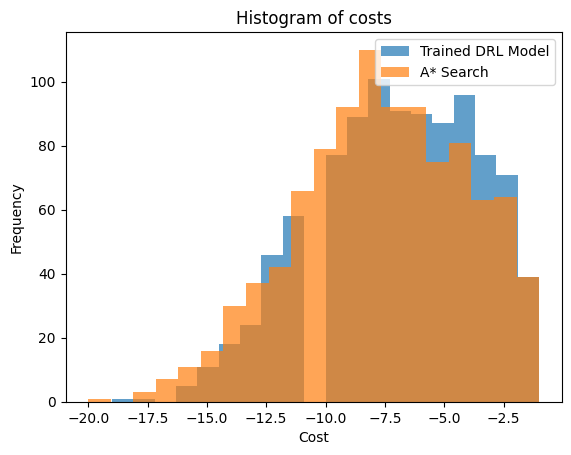 Histogram of costs
Trained DRL Model
A* Search
Frequency
100
80
60
40
20
0
−20.0 −17.5 −15.0 −12.5 −10.0 −7.5 −5.0 −2.5
Cost